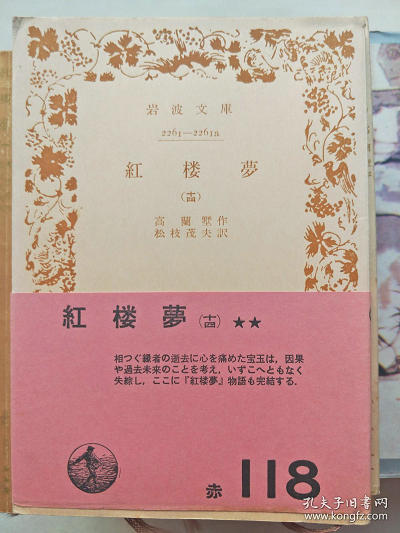 岩波文庫
2261—2261a
紅楼夢
(十四)
高蘭墅作
松枝茂夫訳
紅楼夢(十四)★★
相つぐ縁者の逝去に心を痛めた宝玉は，因果
や過去未来のことを考え，いずこへともなく
失踪し，ここに『紅楼夢』物語も完結する．
赤 118
孔夫子旧书网
book.kongfz.com